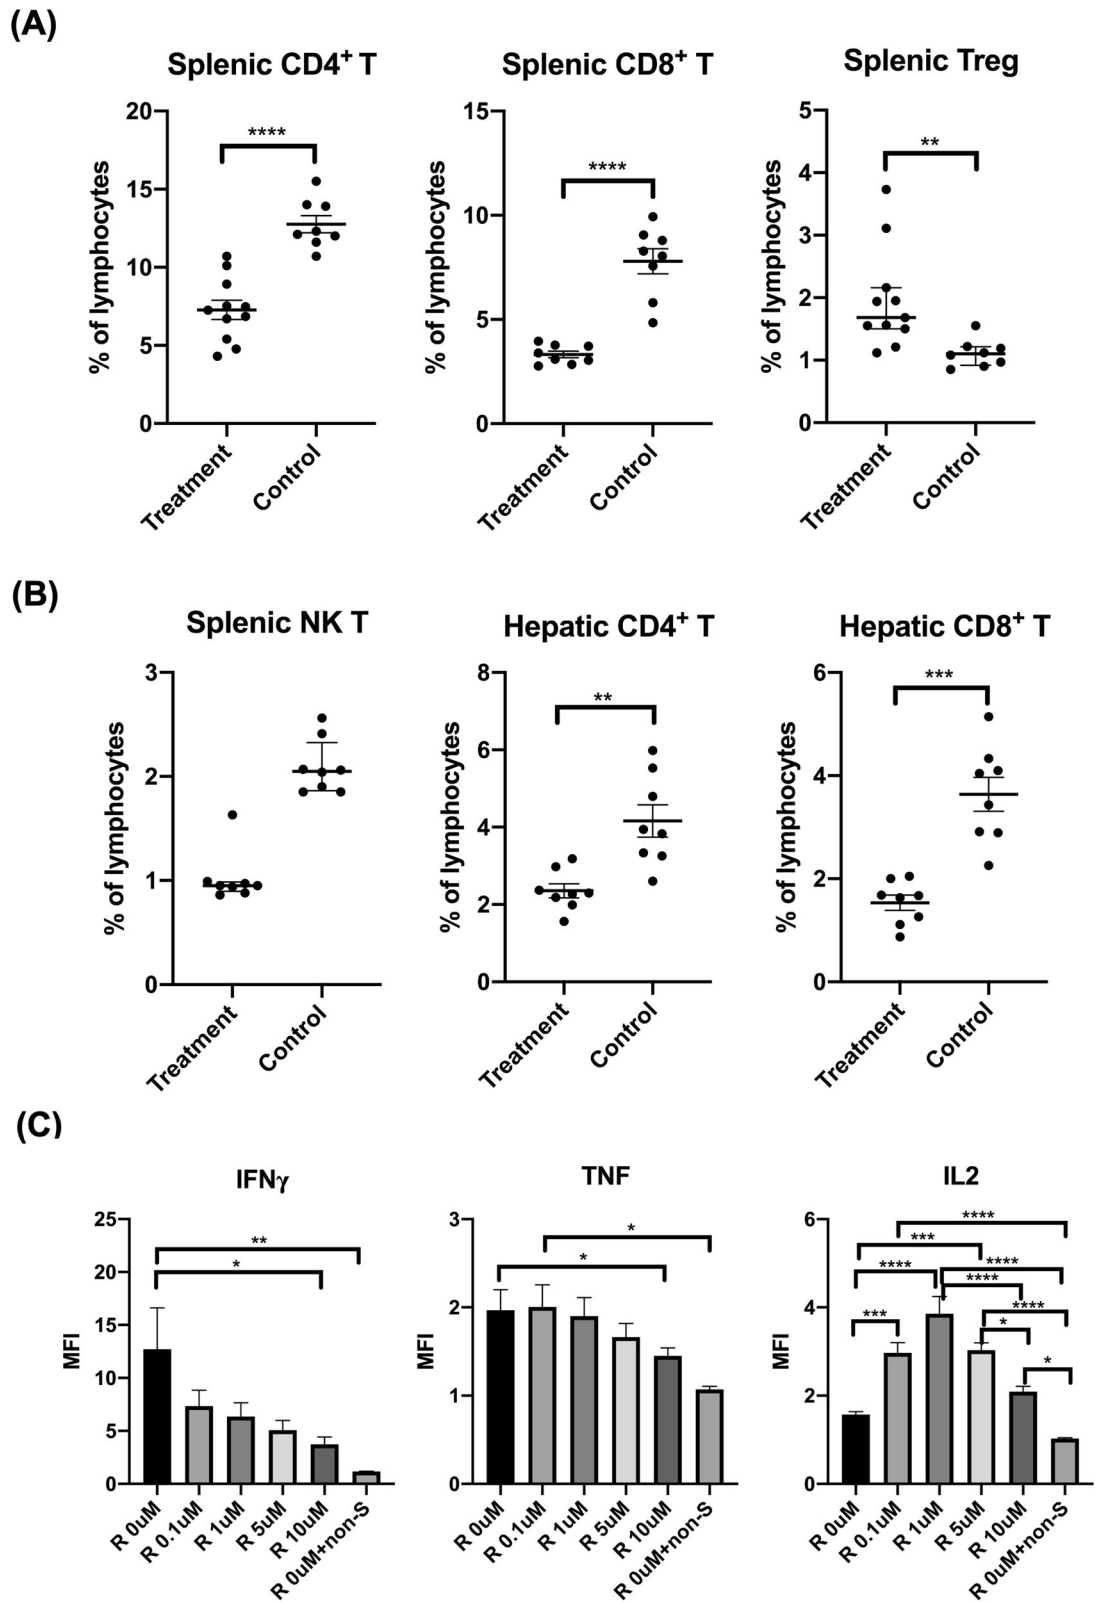 (A)
Splenic CD4+ T
Splenic CD8+ T
Splenic Treg
% of lymphocytes
20
15
10
5
0
****
Treatment
Control
% of lymphocytes
15
10
5
0
****
Treatment
Control
% of lymphocytes
5
4
3
2
1
0
**
Treatment
Control
(B)
Splenic NK T
Hepatic CD4+ T
Hepatic CD8+ T
% of lymphocytes
3
2
1
0
Treatment
Control
% of lymphocytes
8
6
4
2
0
**
Treatment
Control
% of lymphocytes
6
4
2
0
***
Treatment
Control
(C)
IFNγ
TNF
IL2
MFI
25
20
15
10
5
0
**
*
R 0uM
R 0.1uM
R 1uM
R 5uM
R 10uM
R 0uM+non-S
MFI
3
2
1
0
*
*
R 0uM
R 0.1uM
R 1uM
R 5uM
R 10uM
R 0uM+non-S
MFI
6
4
2
0
****
***
****
****
****
***
****
*
*
R 0uM
R 0.1uM
R 1uM
R 5uM
R 10uM
R 0uM+non-S